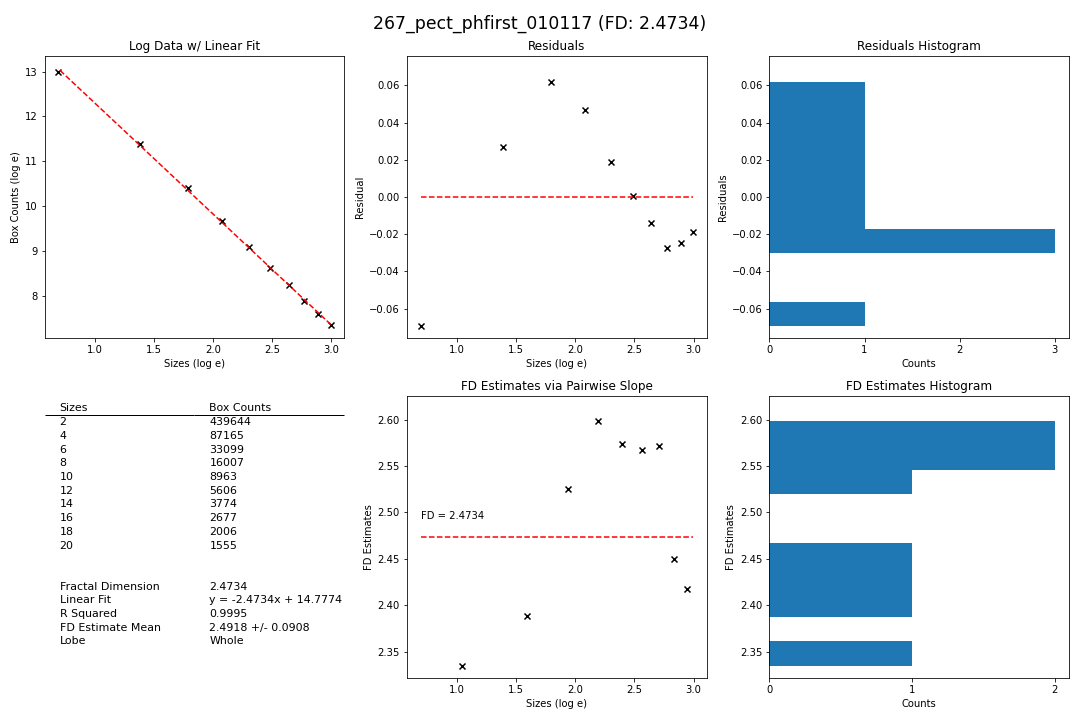 267_pect_phfirst_010117 (FD: 2.4734)
Log Data w/ Linear Fit
Box Counts (log e)
13
12
11
10
9
8
1.0 1.5 2.0 2.5 3.0
Sizes (log e)
Residuals
Residual
0.06
0.04
0.02
0.00
−0.02
−0.04
−0.06
1.0 1.5 2.0 2.5 3.0
Sizes (log e)
Residuals Histogram
Residuals
0.06
0.04
0.02
0.00
−0.02
−0.04
−0.06
0 1 2 3
Counts
Sizes Box Counts
2 439644
4 87165
6 33099
8 16007
10 8963
12 5606
14 3774
16 2677
18 2006
20 1555
Fractal Dimension 2.4734
Linear Fit y = -2.4734x + 14.7774
R Squared 0.9995
FD Estimate Mean 2.4918 +/- 0.0908
Lobe Whole
FD Estimates via Pairwise Slope
FD Estimates
2.60
2.55
2.50
2.45
2.40
2.35
FD = 2.4734
1.0 1.5 2.0 2.5 3.0
Sizes (log e)
FD Estimates Histogram
FD Estimates
2.60
2.55
2.50
2.45
2.40
2.35
0 1 2
Counts